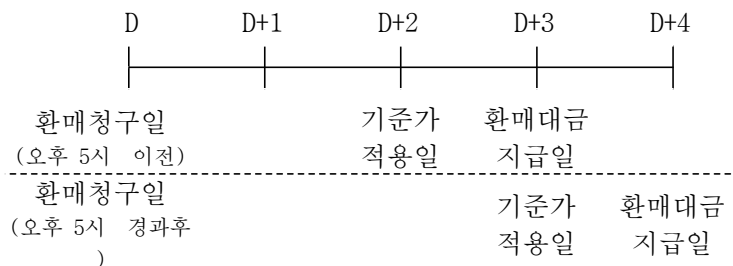 D D+1 D+2 D+3 D+4
환매청구일 기준가 환매대금
(오후 5시 이전) 적용일 지급일
환매청구일 기준가 환매대금
(오후 5시 경과후 적용일 지급일
)